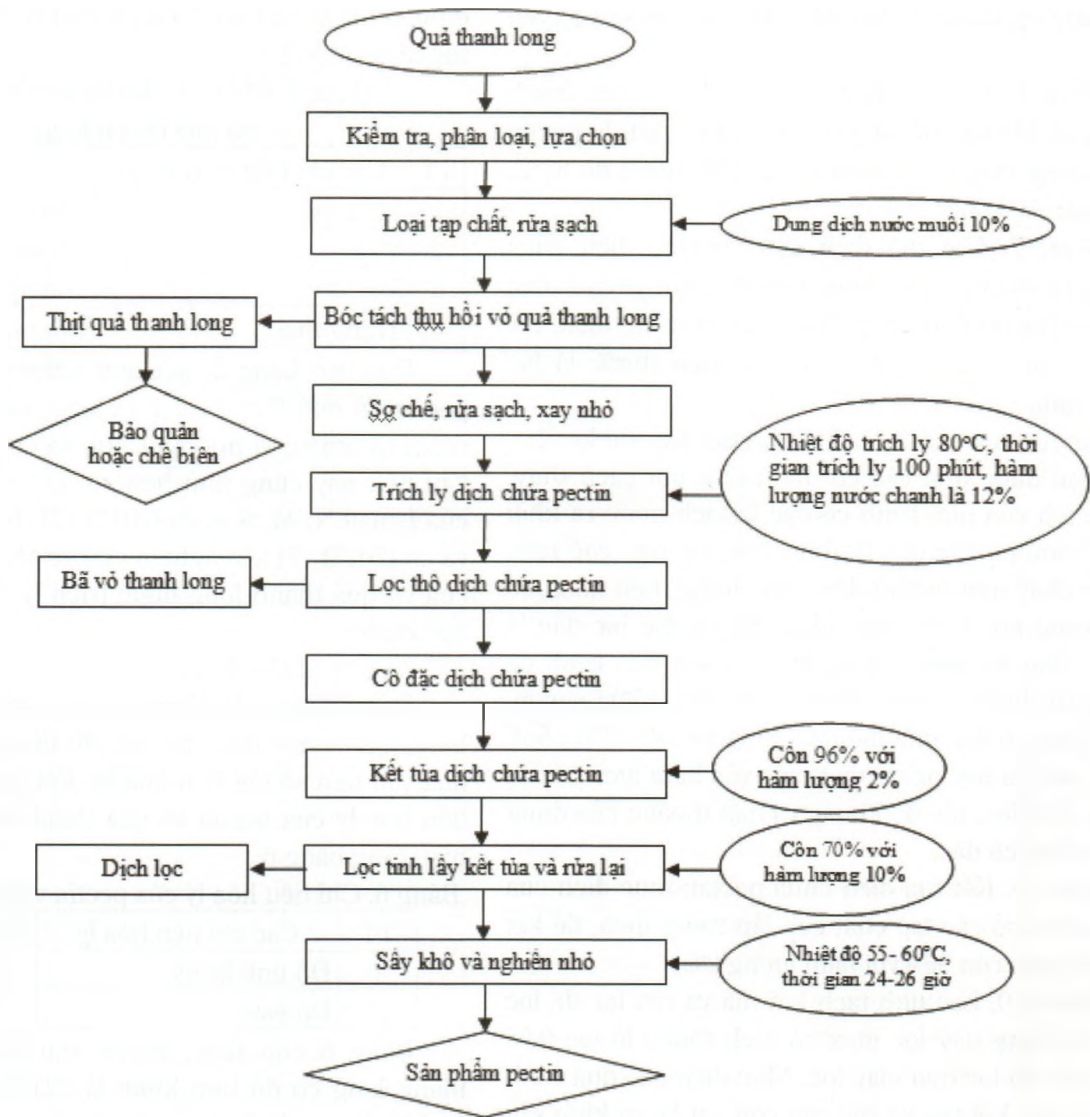 Quả thanh long
Kiểm tra, phân loại, lựa chọn
Loại tạp chất, rửa sạch
Dung dịch nước muối 10%
Thịt quả thanh long
Bóc tách thu hồi vỏ quả thanh long
Bảo quản
hoặc chế biên
Sơ chế, rửa sạch, xay nhỏ
Nhiệt độ trích ly 80°C, thời
gian trích ly 100 phút, hàm
lượng nước chanh là 12%
Trích ly dịch chứa pectin
Bã vỏ thanh long
Lọc thô dịch chứa pectin
Cô đặc dịch chứa pectin
Kết tủa dịch chứa pectin
Cồn 96% với
hàm lượng 2%
Dịch lọc
Lọc tinh lấy kết tủa và rửa lại
Cồn 70% với
hàm lượng 10%
Sấy khô và nghiền nhỏ
Nhiệt độ 55- 60°C,
thời gian 24-26 giờ
Sản phẩm pectin